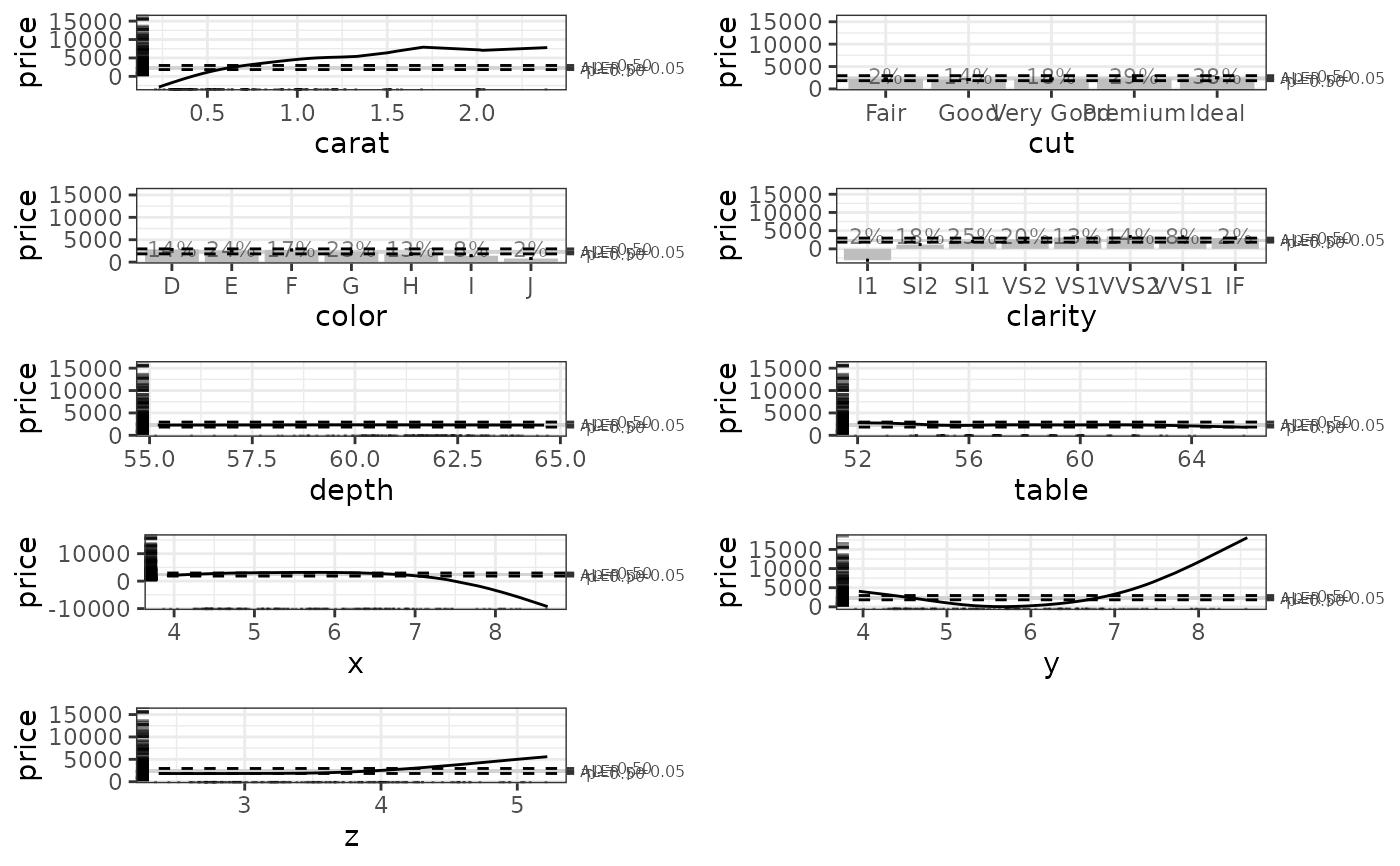 price
15000
10000
5000
0
0.5 1.0 1.5 2.0
carat
price
15000
10000
5000
0
2% 14% 18% 29% 38%
Fair Good Very Good Premium Ideal
cut
price
15000
10000
5000
0
14% 24% 17% 23% 13% 8% 2%
D E F G H I J
color
price
15000
10000
5000
0
2% 18% 25% 20% 13% 14% 8% 2%
I1 SI2 SI1 VS2 VS1 VVS2 VVS1 IF
clarity
price
15000
10000
5000
0
55.0 57.5 60.0 62.5 65.0
depth
price
15000
10000
5000
0
52 56 60 64
table
price
10000
0
-10000
4 5 6 7 8
x
price
15000
10000
5000
0
4 5 6 7 8
y
price
15000
10000
5000
0
3 4 5
z